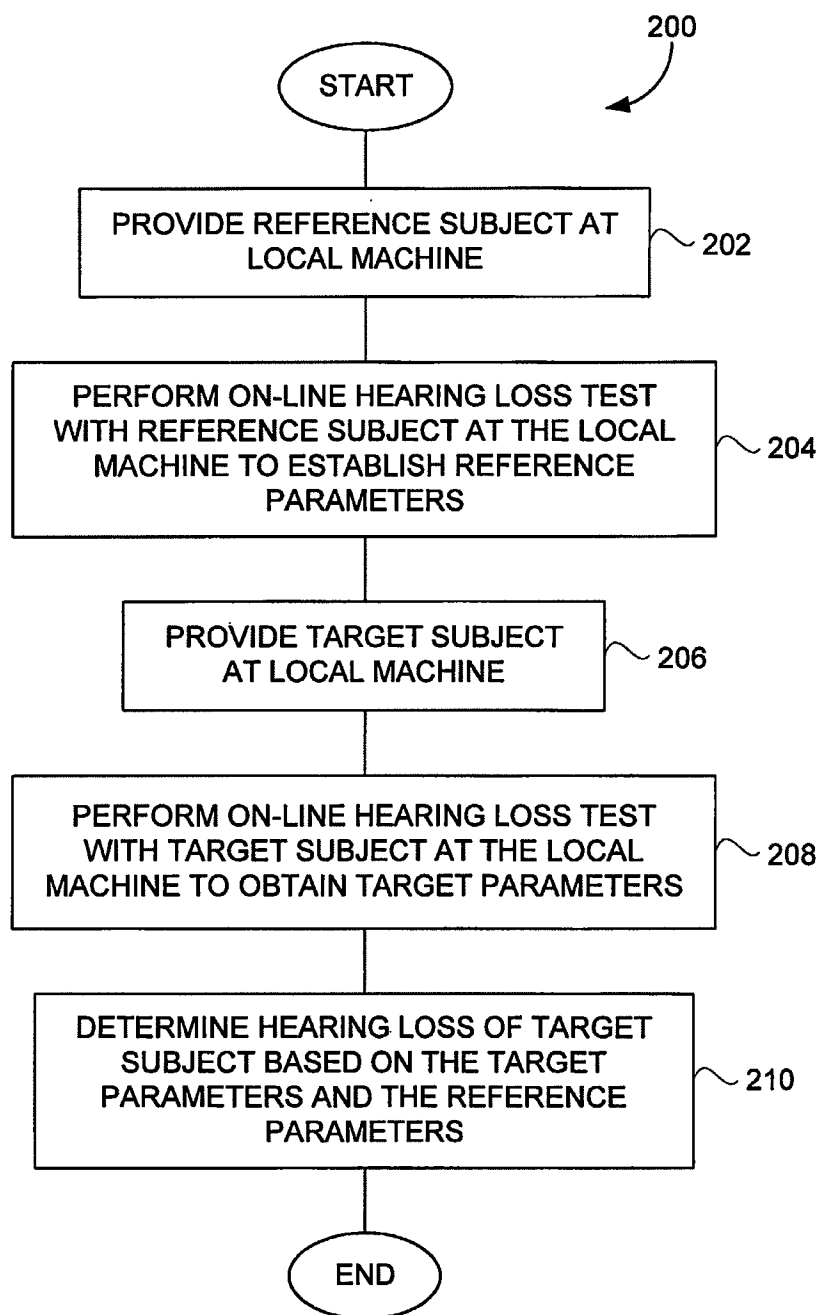 200
START
PROVIDE REFERENCE SUBJECT AT
LOCAL MACHINE
202
PERFORM ON-LINE HEARING LOSS TEST
WITH REFERENCE SUBJECT AT THE LOCAL
MACHINE TO ESTABLISH REFERENCE
PARAMETERS
204
PROVIDE TARGET SUBJECT
AT LOCAL MACHINE
206
PERFORM ON-LINE HEARING LOSS TEST
WITH TARGET SUBJECT AT THE LOCAL
MACHINE TO OBTAIN TARGET PARAMETERS
208
DETERMINE HEARING LOSS OF TARGET
SUBJECT BASED ON THE TARGET
PARAMETERS AND THE REFERENCE
PARAMETERS
210
END